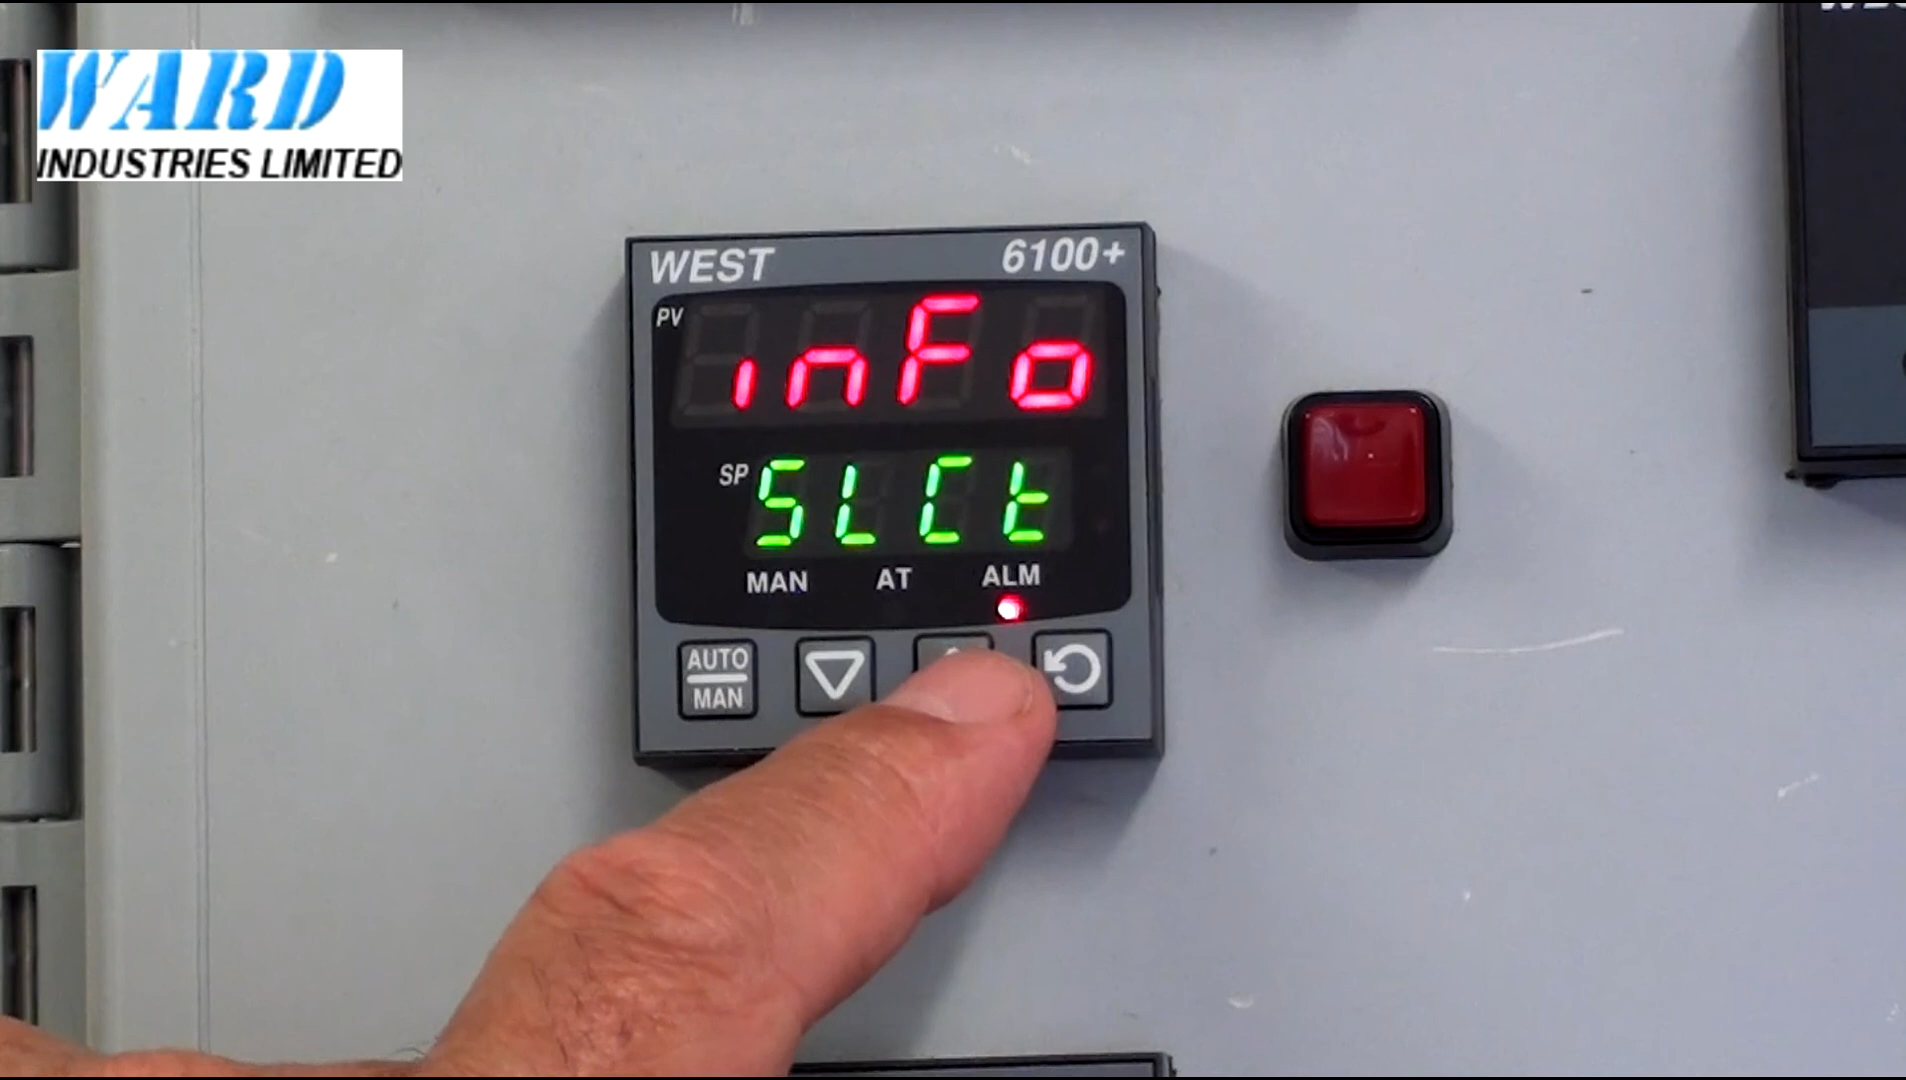 WARD
INDUSTRIES LIMITED
WEST 6100+
PV
inFo
SP SLCt
MAN AT ALM
AUTO
MAN